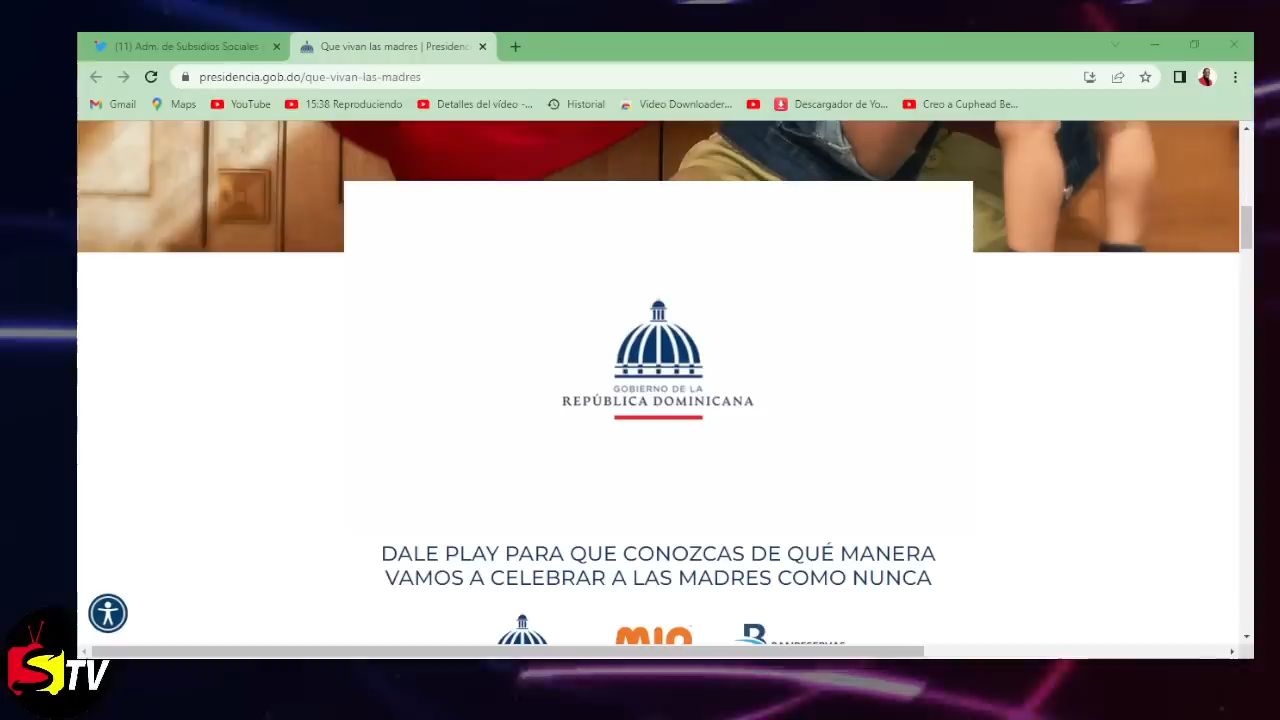 (11) Adm. de Subsidios Sociales
Que vivan las madres | Presidenc
presidencia.gob.do/que-vivan-las-madres
Gmail
Maps
YouTube
15:38 Reproduciendo
Detalles del vídeo -...
Historial
Video Downloader...
Descargador de Yo...
Creo a Cuphead Be...
GOBIERNO DE LA
REPÚBLICA DOMINICANA
DALE PLAY PARA QUE CONOZCAS DE QUÉ MANERA
VAMOS A CELEBRAR A LAS MADRES COMO NUNCA
MIO
BANRESERVAS
S TV